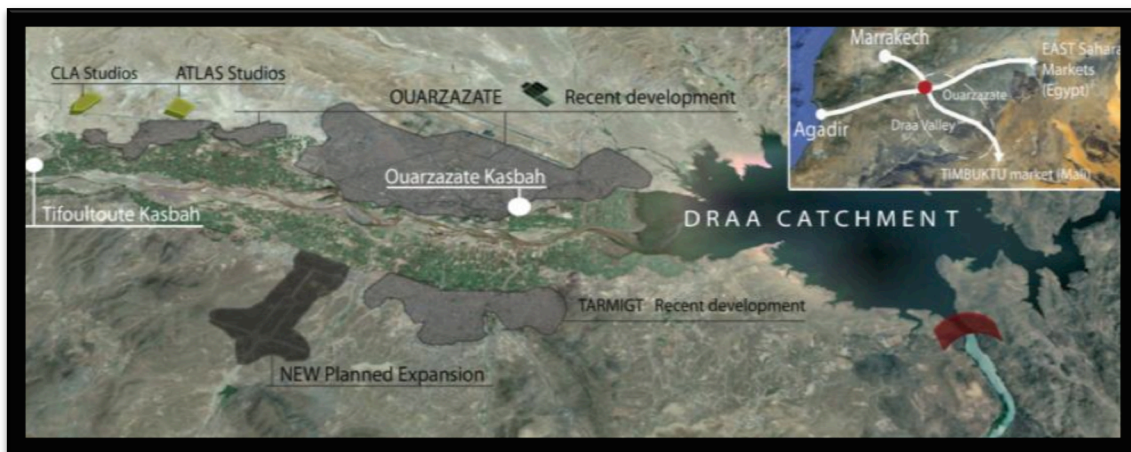 CLA Studios
ATLAS Studios
OUARZAZATE
Recent development
Ouarzazate Kasbah
Tifoultoute Kasbah
DRAA CATCHMENT
TARMIGT Recent development
NEW Planned Expansion
Marrakech
EAST Sahara
Markets
(Egypt)
Ouarzazate
Agadir
Draa Valley
TIMBUKTU market (Mali)